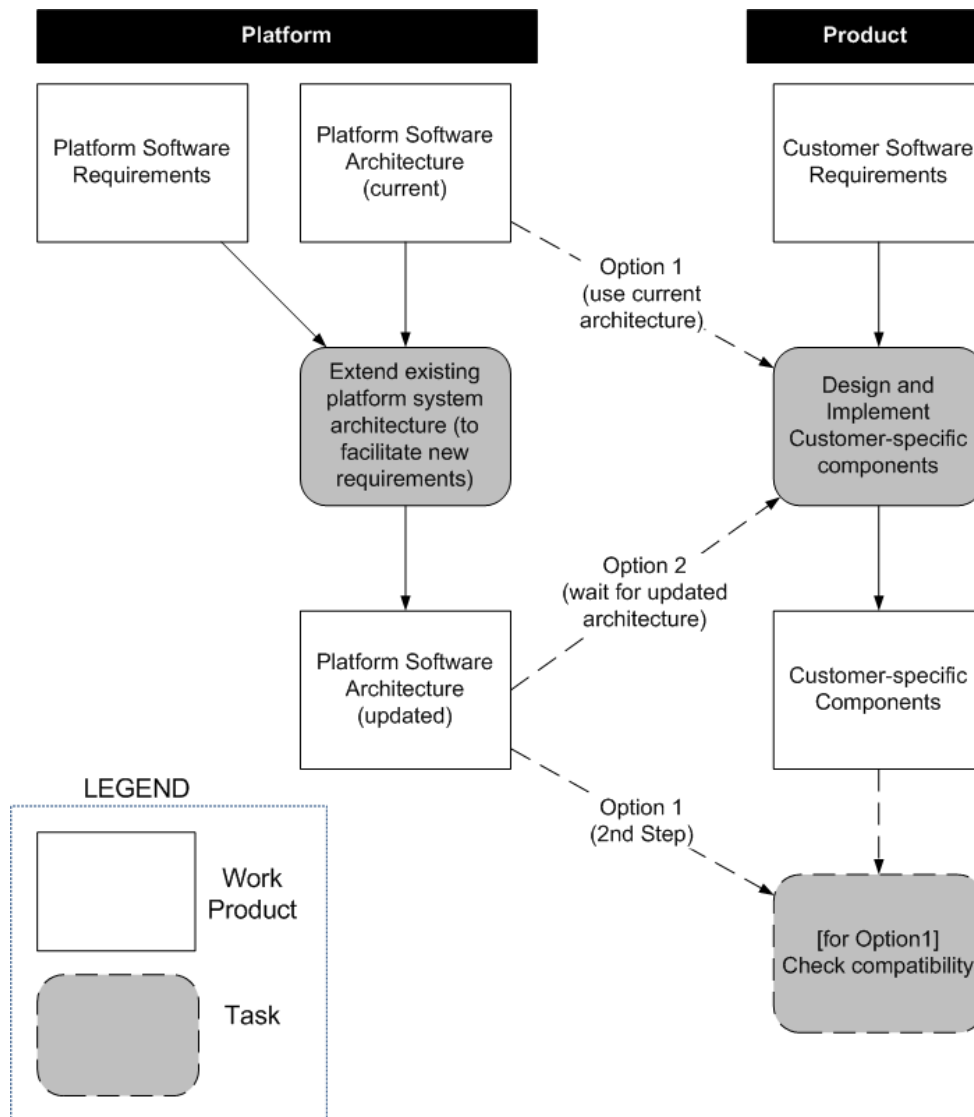 Platform
Product
Platform Software
Requirements
Platform Software
Architecture
(current)
Customer Software
Requirements
Option 1
(use current
architecture)
Extend existing
platform system
architecture (to
facilitate new
requirements)
Design and
Implement
Customer-specific
components
Option 2
(wait for updated
architecture)
Platform Software
Architecture
(updated)
Customer-specific
Components
Option 1
(2nd Step)
[for Option1]
Check compatibility
LEGEND
Work
Product
Task